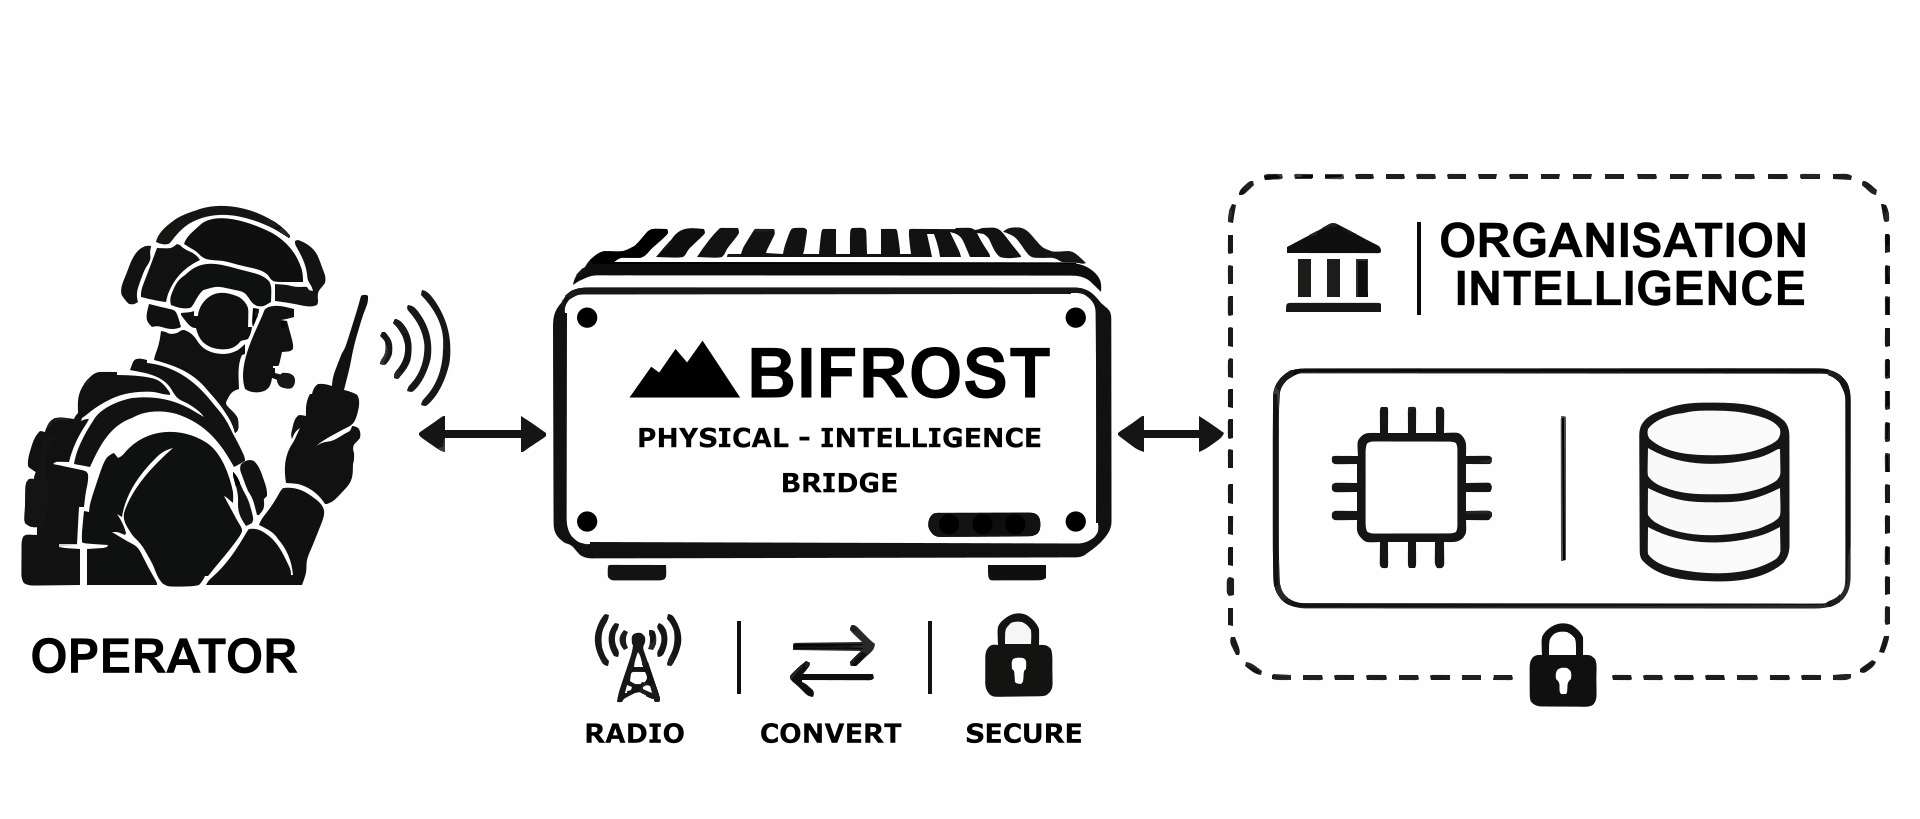 OPERATOR
BIFROST
PHYSICAL - INTELLIGENCE
BRIDGE
RADIO
CONVERT
SECURE
ORGANISATION
INTELLIGENCE